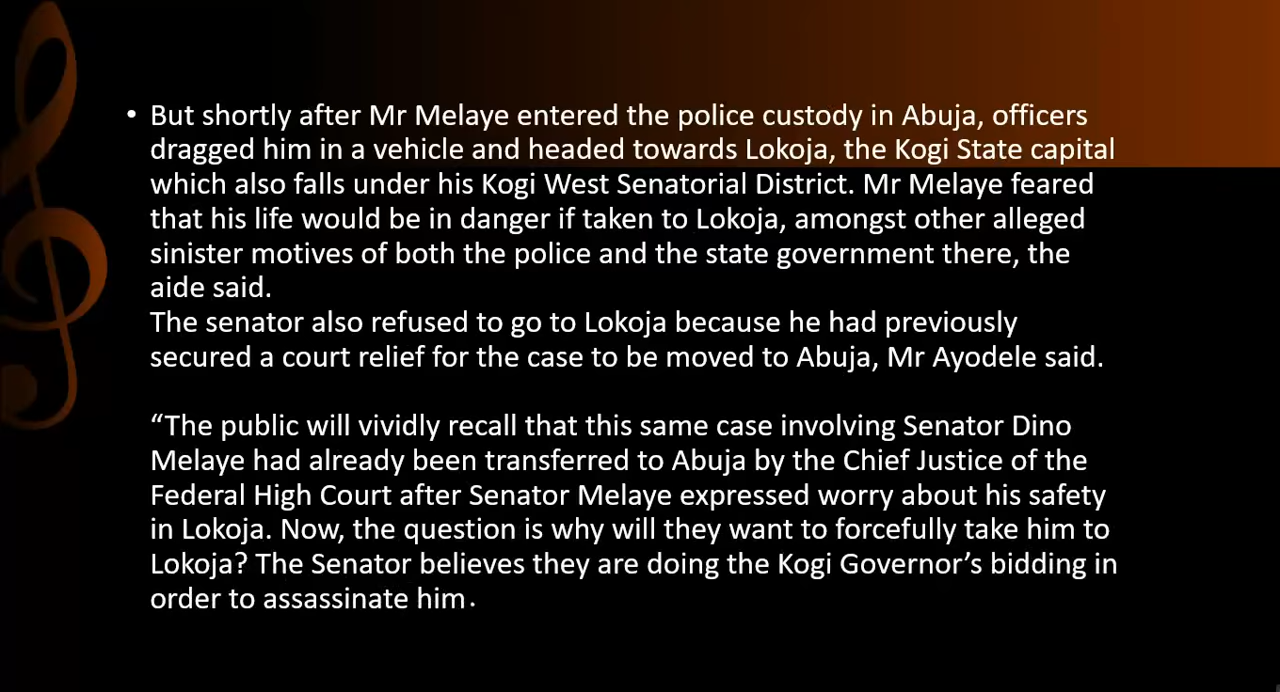 • But shortly after Mr Melaye entered the police custody in Abuja, officers
dragged him in a vehicle and headed towards Lokoja, the Kogi State capital
which also falls under his Kogi West Senatorial District. Mr Melaye feared
that his life would be in danger if taken to Lokoja, amongst other alleged
sinister motives of both the police and the state government there, the
aide said.
The senator also refused to go to Lokoja because he had previously
secured a court relief for the case to be moved to Abuja, Mr Ayodele said.
“The public will vividly recall that this same case involving Senator Dino
Melaye had already been transferred to Abuja by the Chief Justice of the
Federal High Court after Senator Melaye expressed worry about his safety
in Lokoja. Now, the question is why will they want to forcefully take him to
Lokoja? The Senator believes they are doing the Kogi Governor’s bidding in
order to assassinate him.